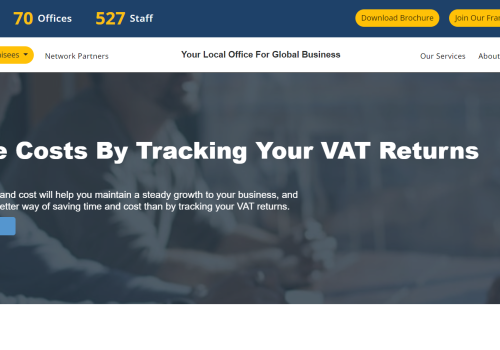 70 Offices 527 Staff Download Brochure Join Our Fra
isees Network Partners Your Local Office For Global Business Our Services About
e Costs By Tracking Your VAT Returns
and cost will help you maintain a steady growth to your business, and
etter way of saving time and cost than by tracking your VAT returns.